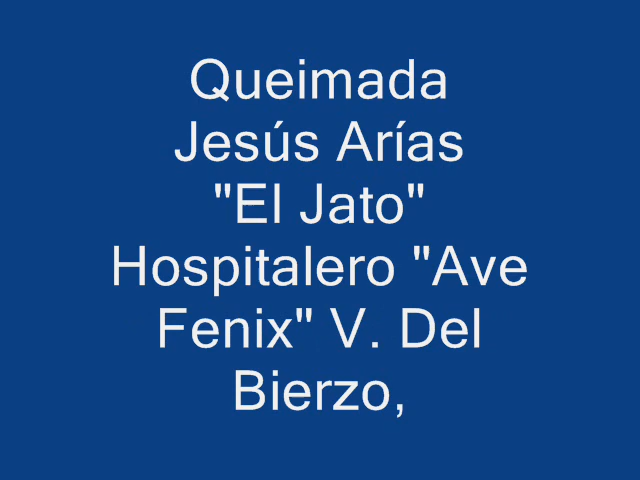 Queimada
Jesús Arías
"El Jato"
Hospitalero "Ave
Fenix" V. Del
Bierzo,